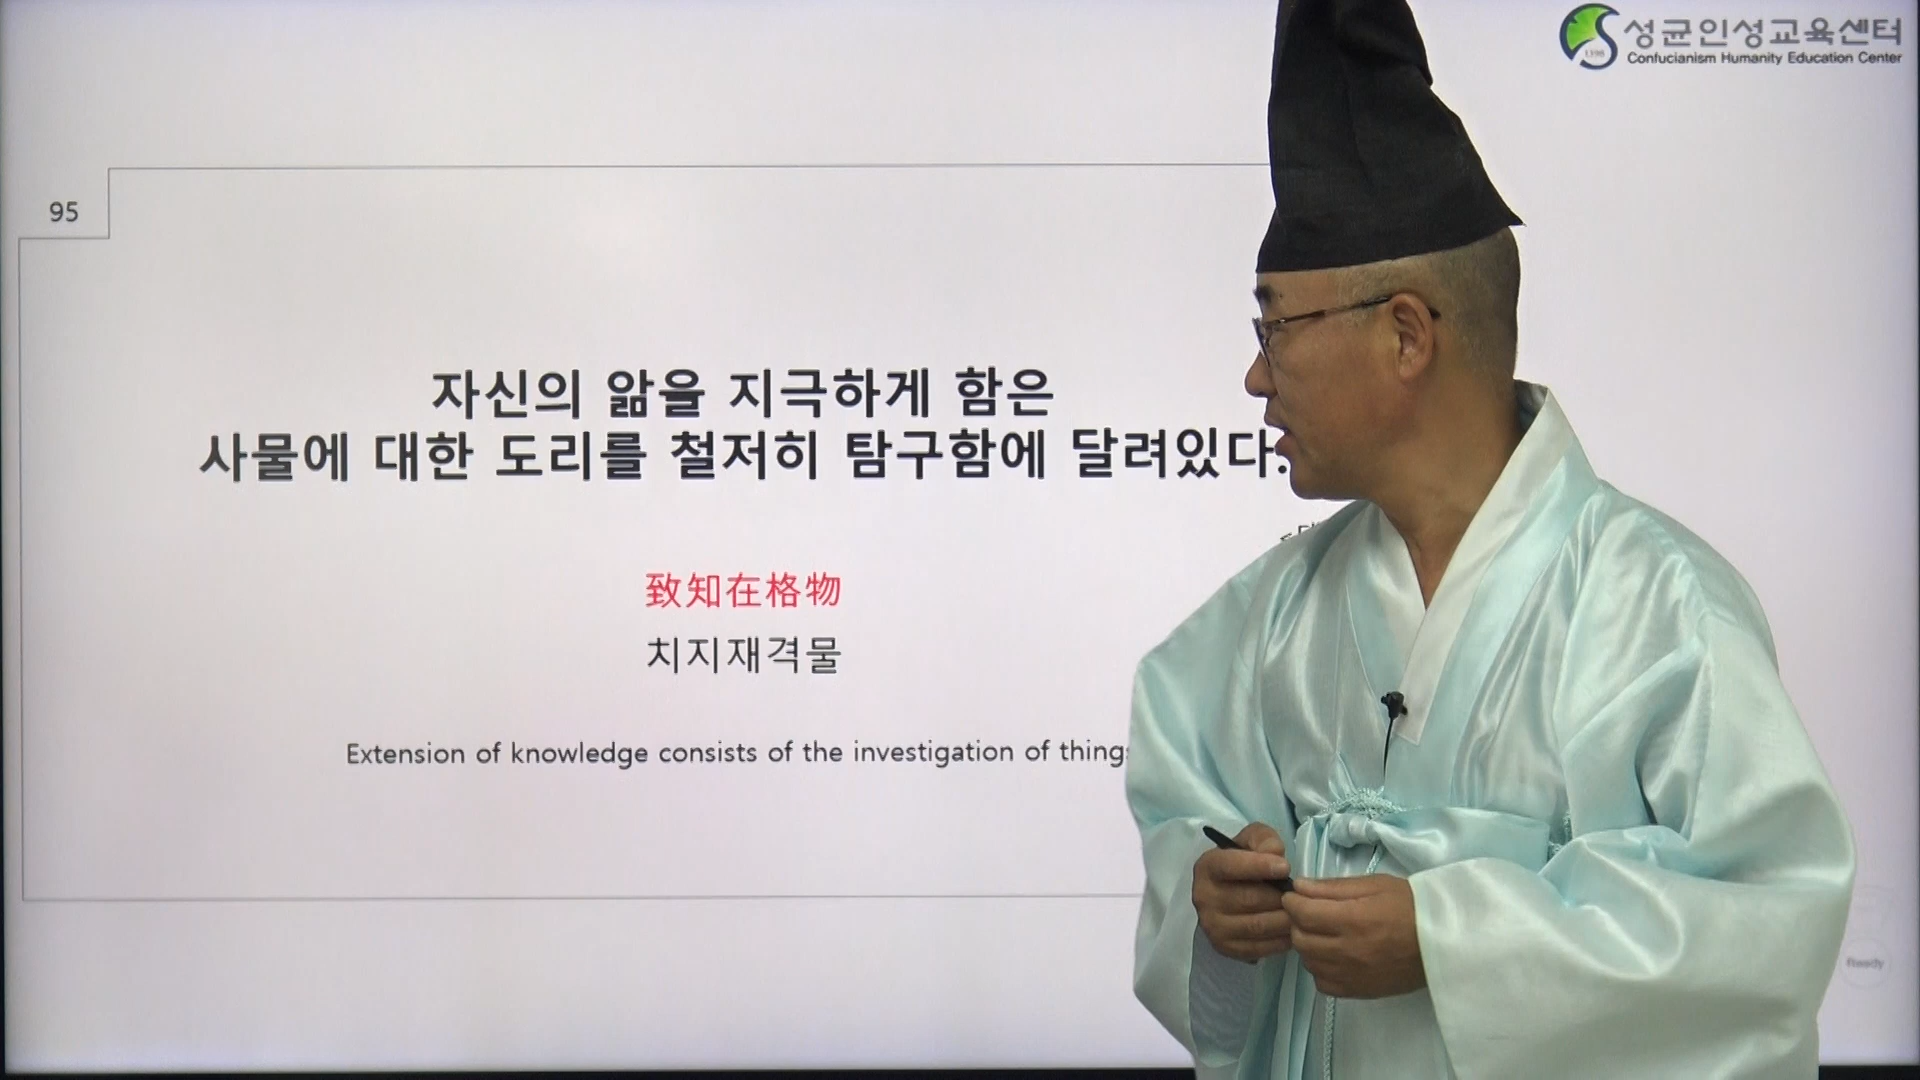 성균인성교육센터
Confucianism Humanity Education Center
95
자신의 앎을 지극하게 함은
사물에 대한 도리를 철저히 탐구함에 달려있다.
致知在格物
치지재격물
Extension of knowledge consists of the investigation of things
Ready